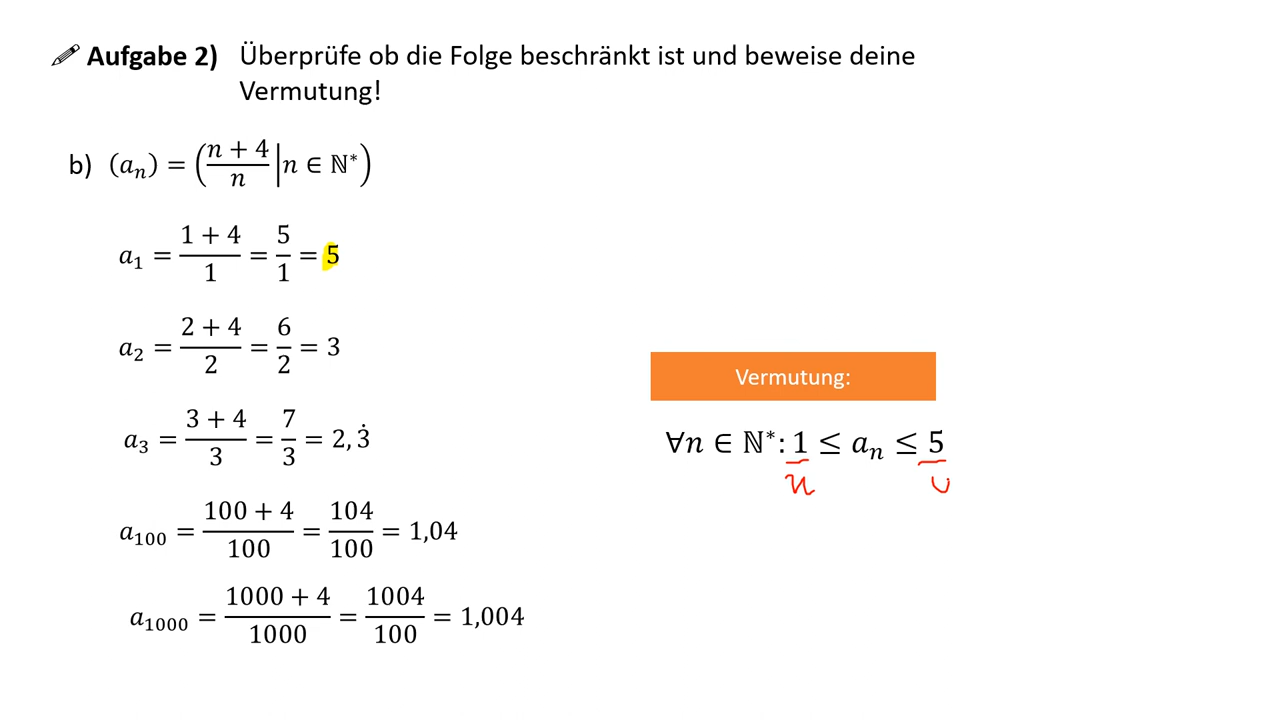 Aufgabe 2) Überprüfe ob die Folge beschränkt ist und beweise deine
Vermutung!
b) (aₙ) = ((n + 4)/n | n ∈ ℕ*)
a₁ = (1 + 4)/1 = 5/1 = 5
a₂ = (2 + 4)/2 = 6/2 = 3
a₃ = (3 + 4)/3 = 7/3 = 2,3̇
a₁₀₀ = (100 + 4)/100 = 104/100 = 1,04
a₁₀₀₀ = (1000 + 4)/1000 = 1004/100 = 1,004
Vermutung:
∀n ∈ ℕ*: 1 ≤ aₙ ≤ 5